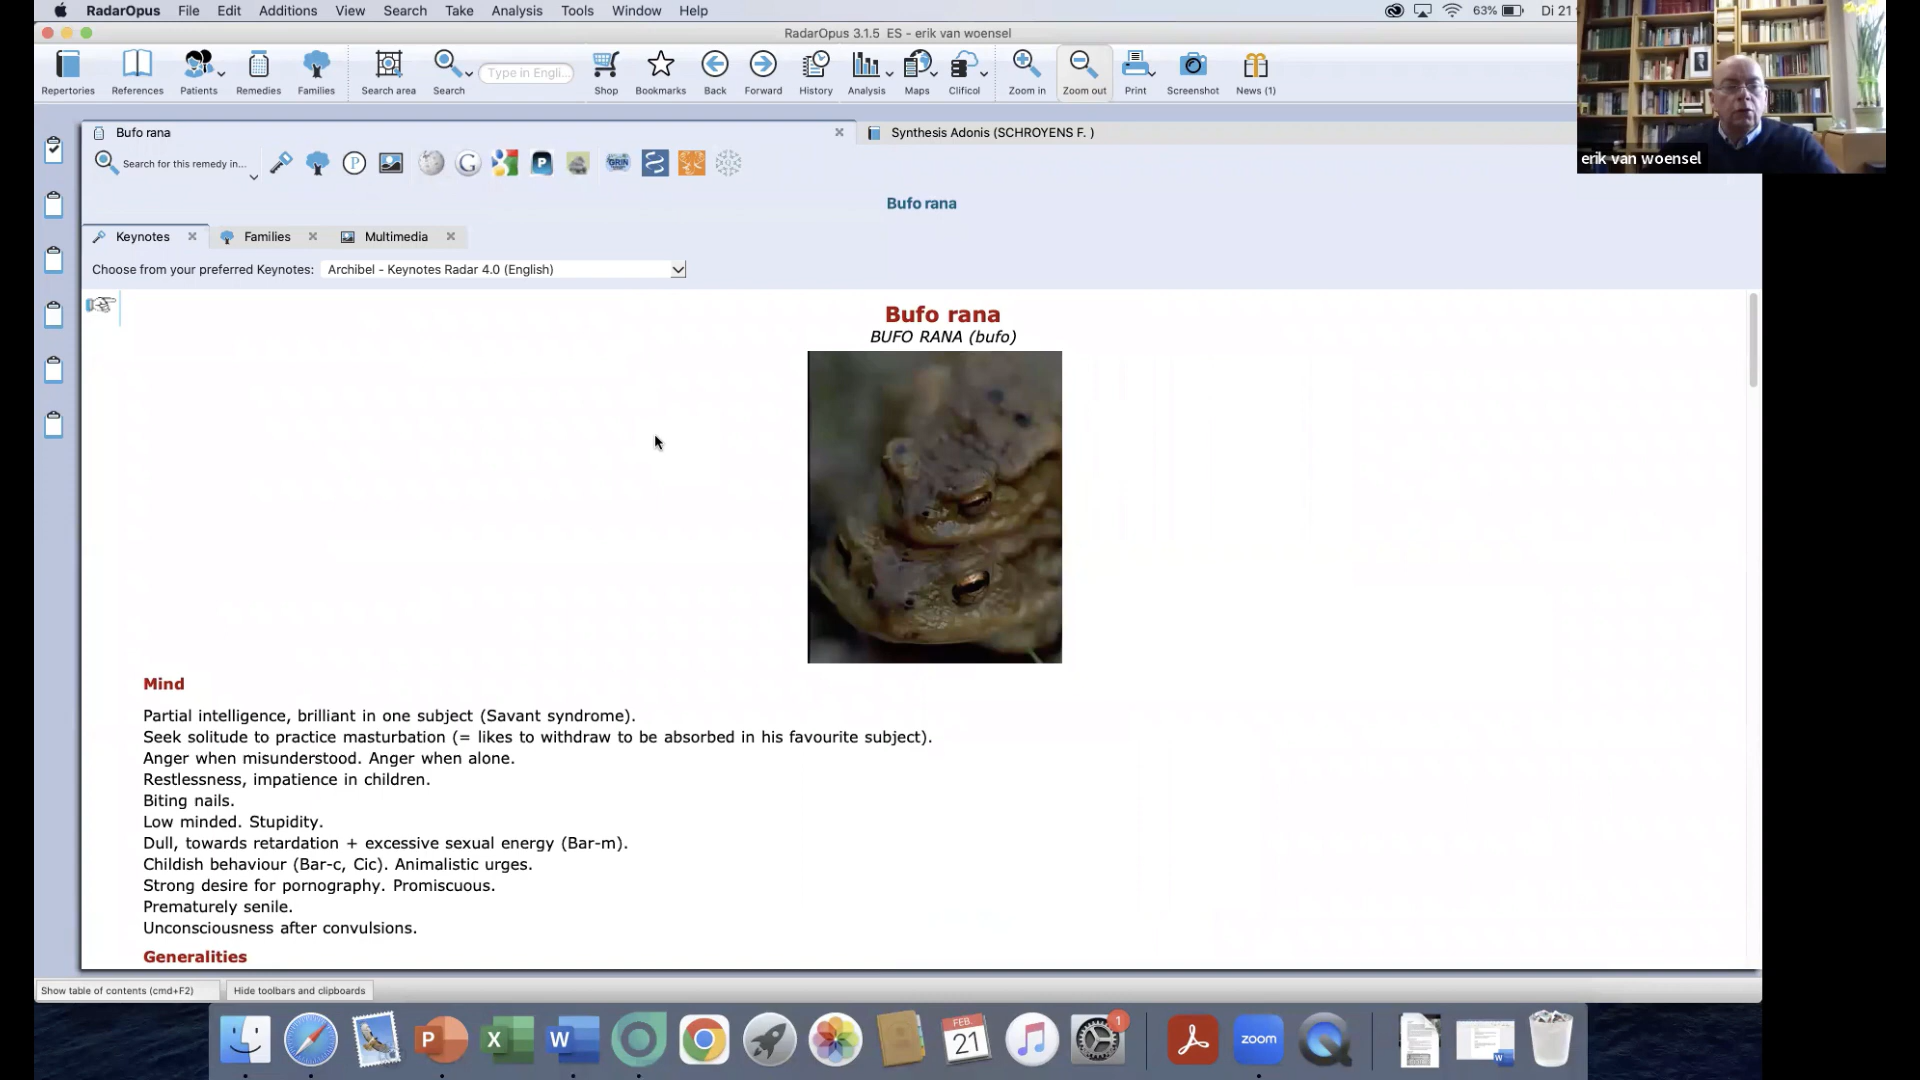 RadarOpus File Edit Additions View Search Take Analysis Tools Window Help 63% Di 21
RadarOpus 3.1.5 ES - erik van woensel
Type in Engli...
Repertories References Patients Remedies Families Search area Search Shop Bookmarks Back Forward History Analysis Maps Clificol Zoom in Zoom out Print Screenshot News (1)
erik van woensel
Bufo rana
Synthesis Adonis (SCHROYENS F. )
Search for this remedy in...
P G P GRIN
Bufo rana
Keynotes Families Multimedia
Choose from your preferred Keynotes: Archibel - Keynotes Radar 4.0 (English)
Bufo rana
BUFO RANA (bufo)
Mind
Partial intelligence, brilliant in one subject (Savant syndrome).
Seek solitude to practice masturbation (= likes to withdraw to be absorbed in his favourite subject).
Anger when misunderstood. Anger when alone.
Restlessness, impatience in children.
Biting nails.
Low minded. Stupidity.
Dull, towards retardation + excessive sexual energy (Bar-m).
Childish behaviour (Bar-c, Cic). Animalistic urges.
Strong desire for pornography. Promiscuous.
Prematurely senile.
Unconsciousness after convulsions.
Generalities
Show table of contents (cmd+F2) Hide toolbars and clipboards
P X W FEB. 21 1 zoom W